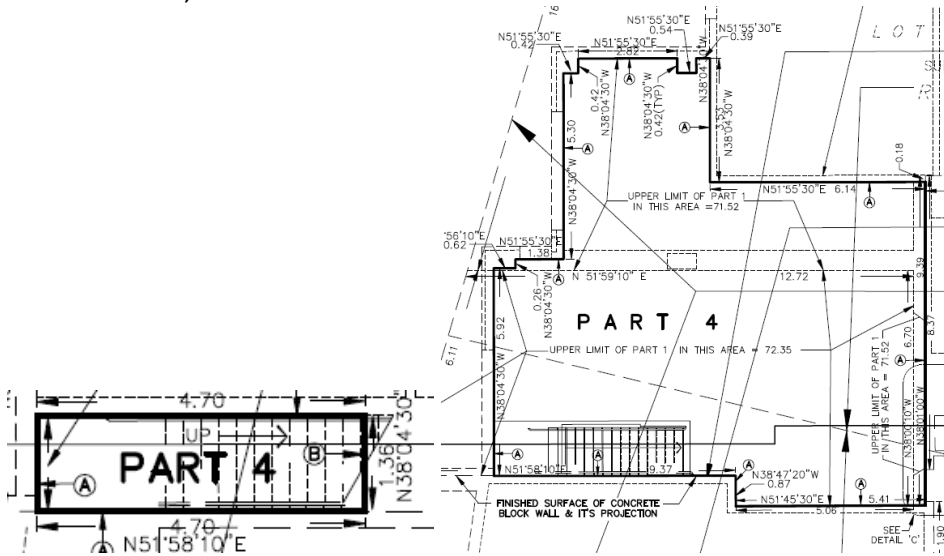 4.70
UP
PART 4
A
B
1.36
N38°04'30"
4.70
A
N51°58'10"E
16
N51°55'30"E
0.42
N51°55'30"E
2.82
N51°55'30"E
0.54
N51°55'30"E
0.39
LOT
R
0.42
N38°04'30"W
N38°04'30"W
0.42(TYP)
N38°04'30"W
A
A
A
5.30
N38°04'30"W
0.18
N51°55'30"E 6.14
A
UPPER LIMIT OF PART 1
IN THIS AREA =71.52
'56'10"E
0.62
N51°55'30"E
1.38
A
N 51°59'10" E
12.72
9.39
0.26
N38°04'30"W
PART 4
UPPER LIMIT OF PART 1 IN THIS AREA = 72.35
6.11
5.92
N38°04'30"W
A
UPPER LIMIT OF PART 1
IN THIS AREA =71.52
6.70
8.37
A
N38°00'10"W
N38°01'00"W
N51°58'10"E
A
9.37
N38°47'20"W
0.87
A
N51°45'30"E
5.41
5.06
FINISHED SURFACE OF CONCRETE
BLOCK WALL & IT'S PROJECTION
SEE
DETAIL 'C'
1.90